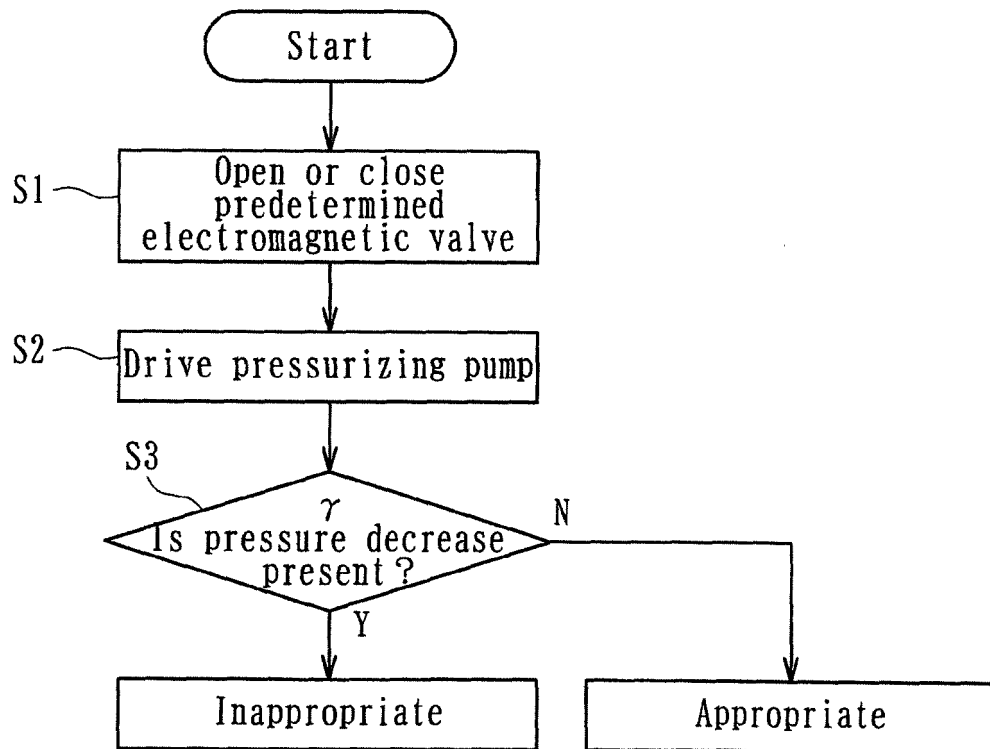 Start
S1
Open or close
predetermined
electromagnetic valve
S2
Drive pressurizing pump
S3
γ
Is pressure decrease
present?
N
Y
Inappropriate
Appropriate